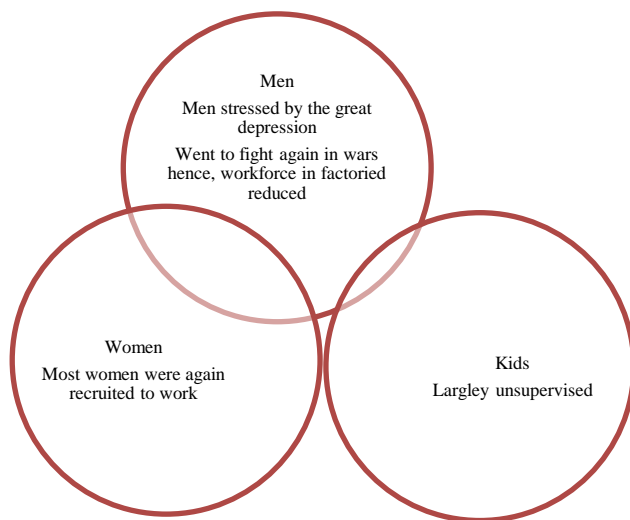 Men
Men stressed by the great
depression
Went to fight again in wars
hence, workforce in factoried
reduced
Women
Most women were again
recruited to work
Kids
Largley unsupervised